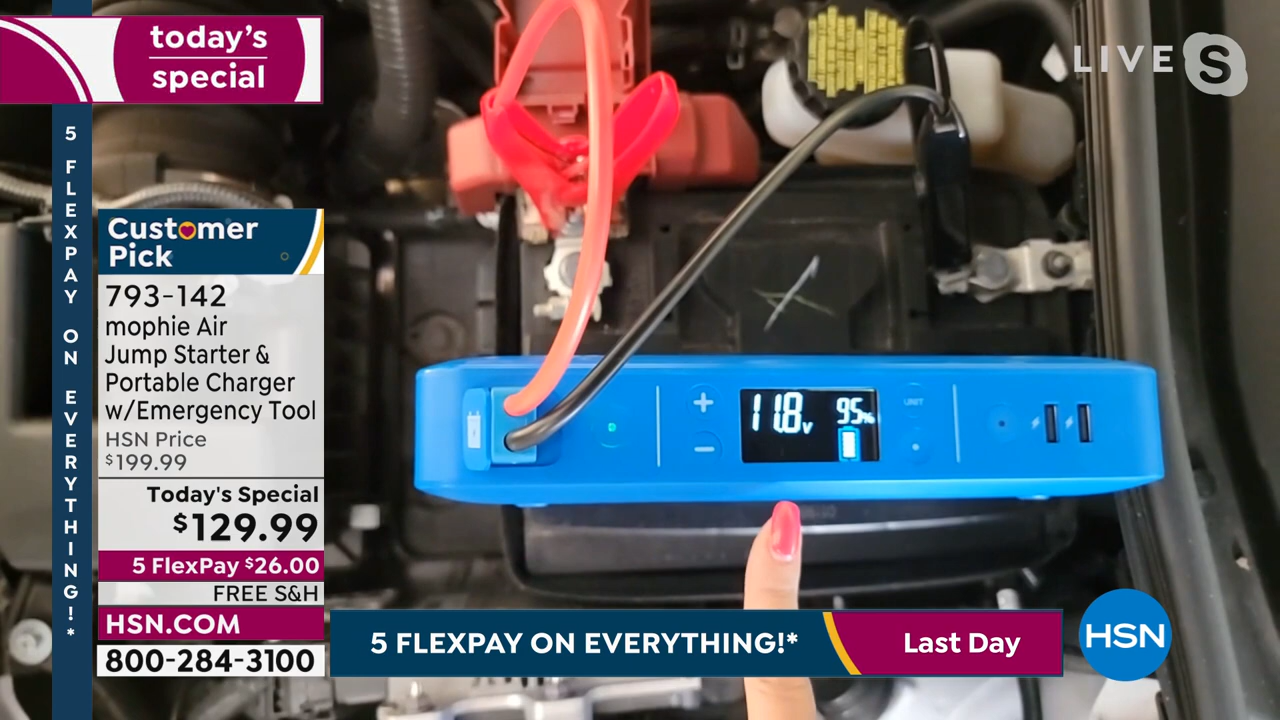 today's
special
LIVE S
5 FLEXPAY ON EVERYTHING!*
Customer
Pick
793-142
mophie Air
Jump Starter &
Portable Charger
w/Emergency Tool
HSN Price
$199.99
Today's Special
$129.99
5 FlexPay $26.00
FREE S&H
HSN.COM
800-284-3100
+
11.8v 95%
UNIT
−
5 FLEXPAY ON EVERYTHING!*
Last Day
HSN